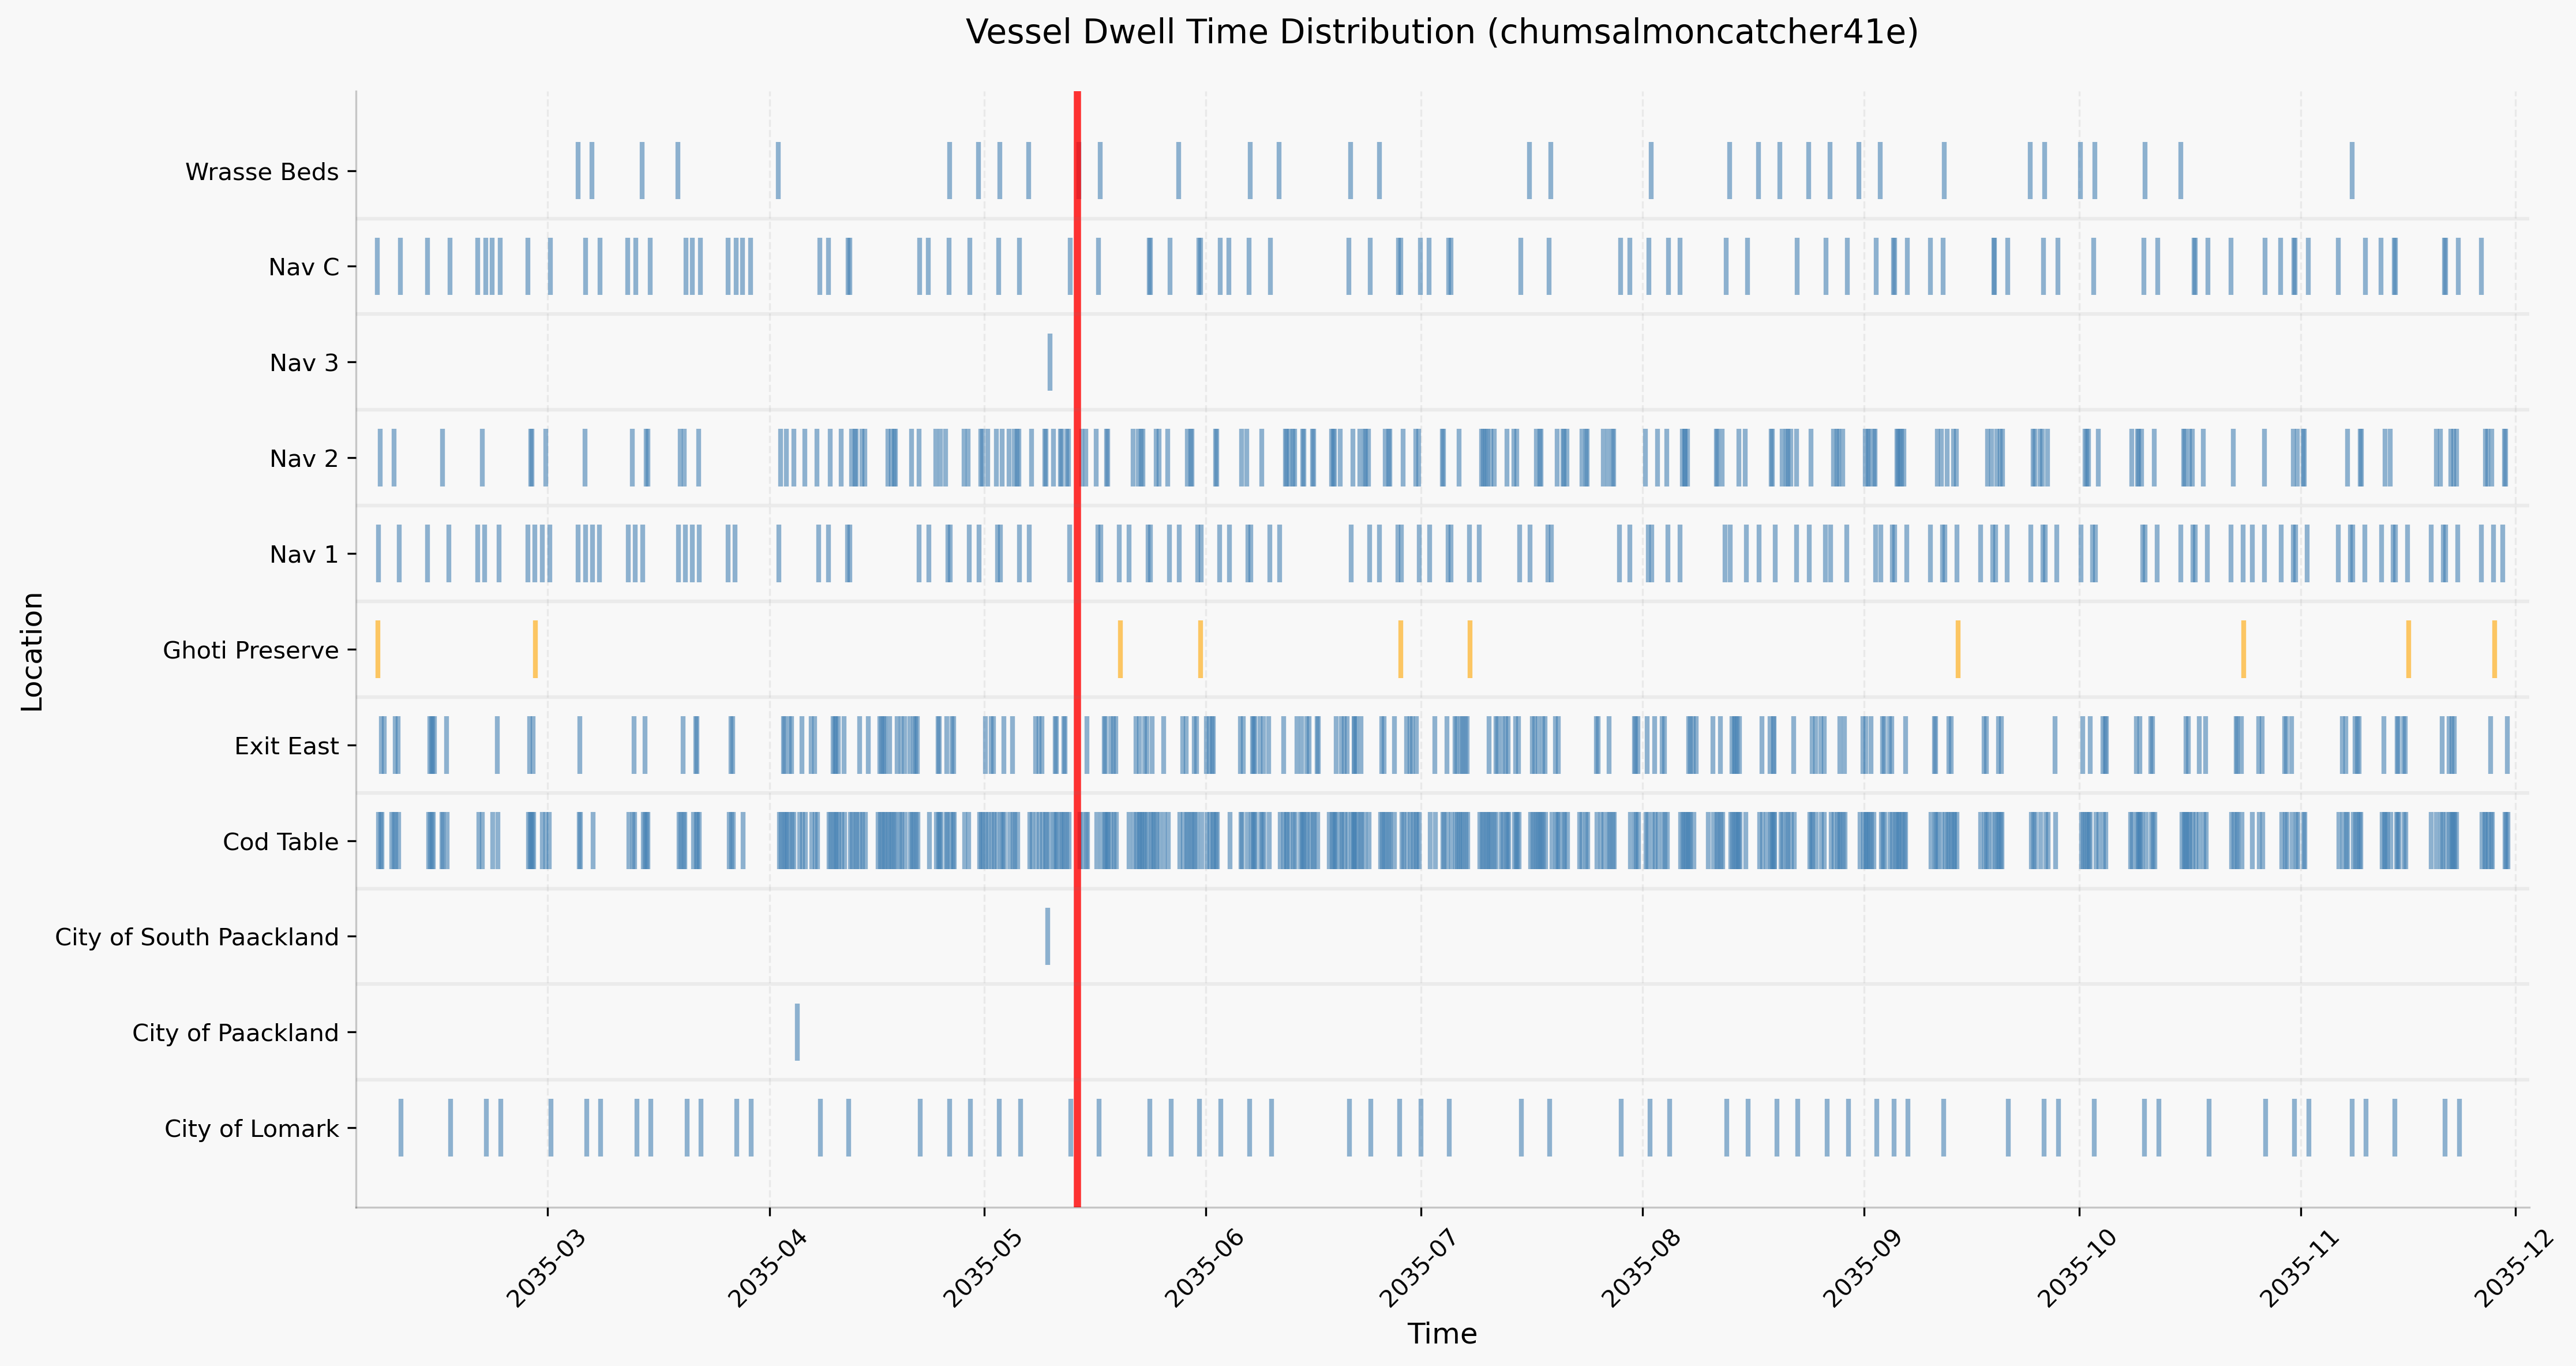 Vessel Dwell Time Distribution (chumsalmoncatcher41e)
Wrasse Beds
Nav C
Nav 3
Nav 2
Nav 1
Ghoti Preserve
Exit East
Cod Table
City of South Paackland
City of Paackland
City of Lomark
Location
2035-03
2035-04
2035-05
2035-06
2035-07
2035-08
2035-09
2035-10
2035-11
2035-12
Time